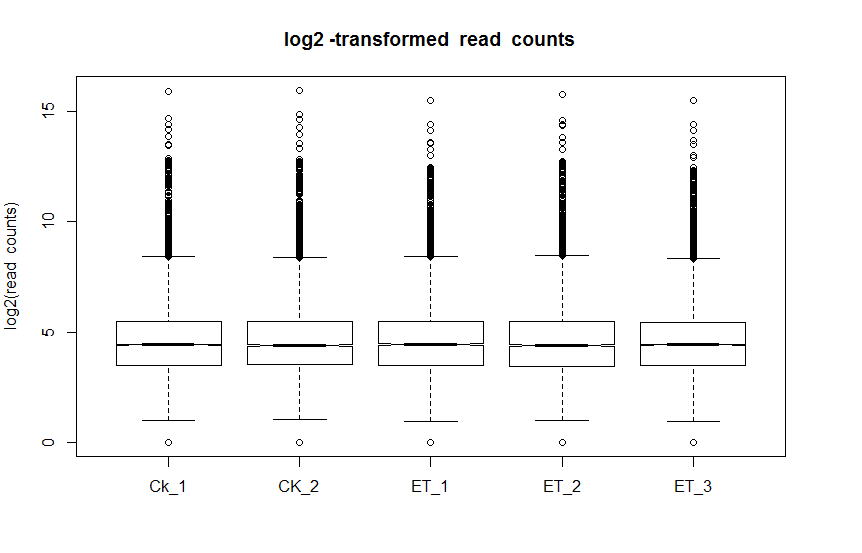 log2 -transformed read counts
log2(read counts)
15
10
5
0
Ck_1 CK_2 ET_1 ET_2 ET_3